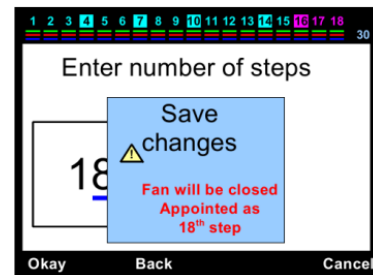 1 2 3 4 5 6 7 8 9 10 11 12 13 14 15 16 17 18
30
Enter number of steps
18
Save
changes
Fan will be closed
Appointed as
18th step
Okay Back Cancel